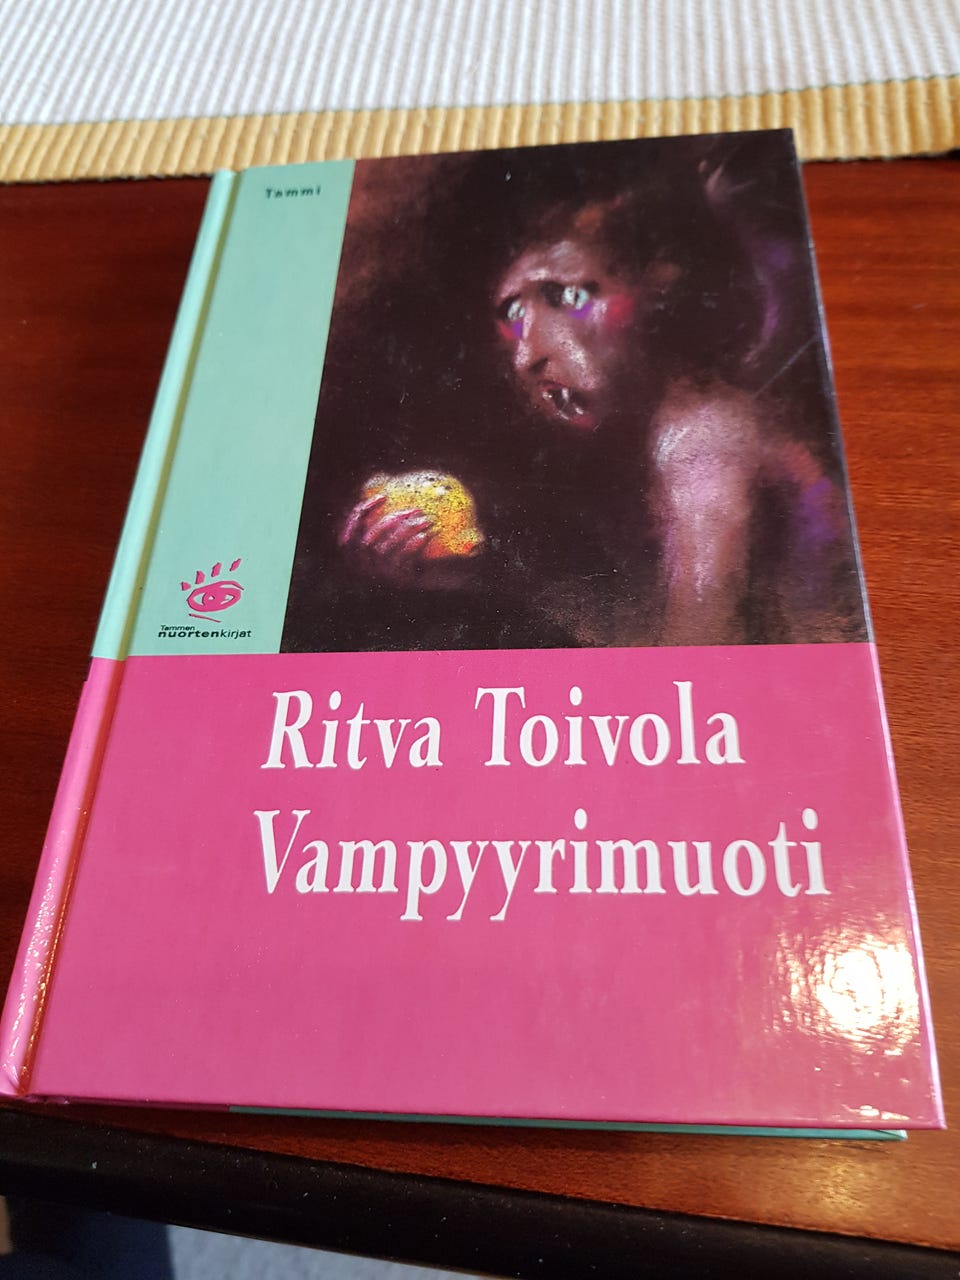 Tammi
Tammen
nuortenkirjat
Ritva Toivola
Vampyyrimuoti